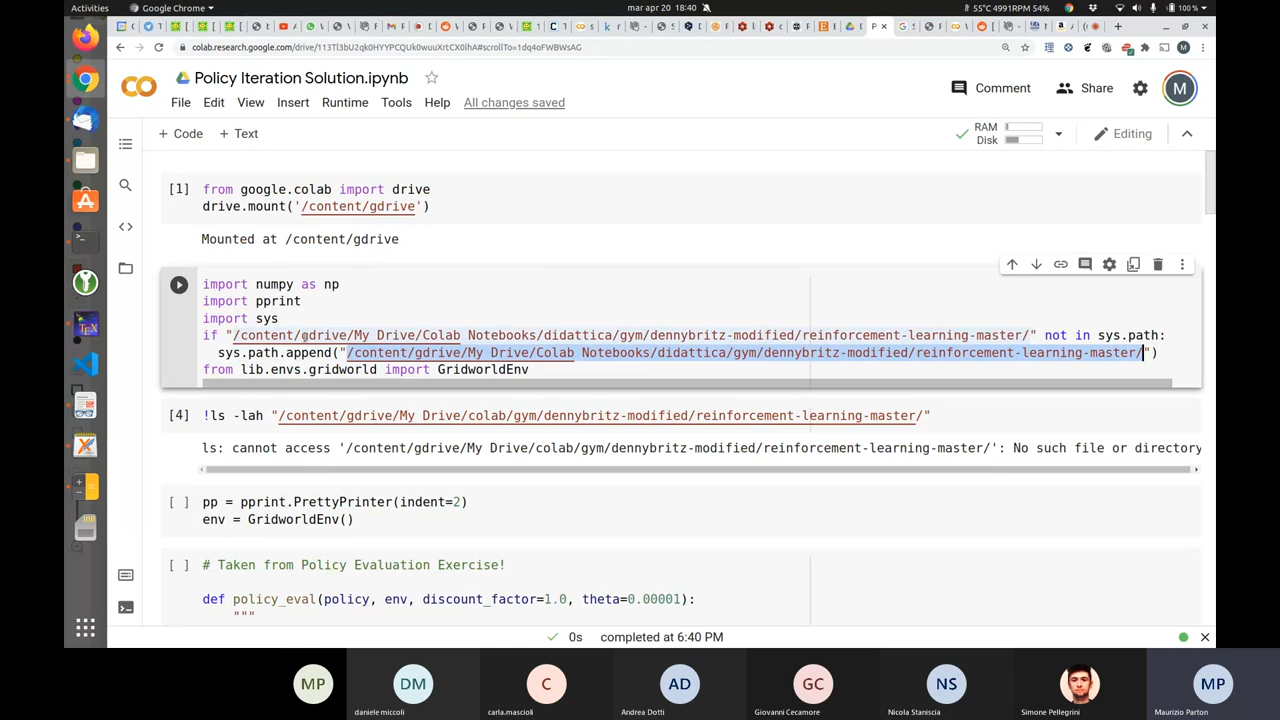 Activities
Google Chrome
mar apr 20 18:40
55°C 4991RPM 54%
100 %
colab.research.google.com/drive/113Tl3bU2qk0HYYPCQUk0wuuXrtCX0lhA#scrollTo=1dq4oFWBWsAG
Policy Iteration Solution.ipynb
File Edit View Insert Runtime Tools Help All changes saved
Comment
Share
M
+ Code + Text
RAM
Disk
Editing
[1]
from google.colab import drive
drive.mount('/content/gdrive')
Mounted at /content/gdrive
import numpy as np
import pprint
import sys
if "/content/gdrive/My Drive/Colab Notebooks/didattica/gym/dennybritz-modified/reinforcement-learning-master/" not in sys.path:
sys.path.append("/content/gdrive/My Drive/Colab Notebooks/didattica/gym/dennybritz-modified/reinforcement-learning-master/")
from lib.envs.gridworld import GridworldEnv
[4]
!ls -lah "/content/gdrive/My Drive/colab/gym/dennybritz-modified/reinforcement-learning-master/"
ls: cannot access '/content/gdrive/My Drive/colab/gym/dennybritz-modified/reinforcement-learning-master/': No such file or directory
[ ]
pp = pprint.PrettyPrinter(indent=2)
env = GridworldEnv()
[ ]
# Taken from Policy Evaluation Exercise!
def policy_eval(policy, env, discount_factor=1.0, theta=0.00001):
"""
0s completed at 6:40 PM
MP
DM
daniele miccoli
C
carla.mascioli
AD
Andrea Dotti
GC
Giovanni Cecamore
NS
Nicola Staniscia
Simone Pellegrini
MP
Maurizio Parton